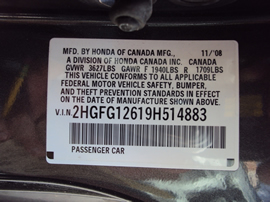 MFD. BY HONDA OF CANADA MFG., 11/'08
A DIVISION OF HONDA CANADA INC.
GVWR 3627LBS GAWR F 1940LBS R 1709LBS
THIS VEHICLE CONFORMS TO ALL APPLICABLE
FEDERAL MOTOR VEHICLE SAFETY, BUMPER,
AND THEFT PREVENTION STANDARDS IN
EFFECT ON THE DATE OF MANUFACTURE
SHOWN ABOVE.
V.I.N. 2HGFG12619H514883
PASSENGER CAR